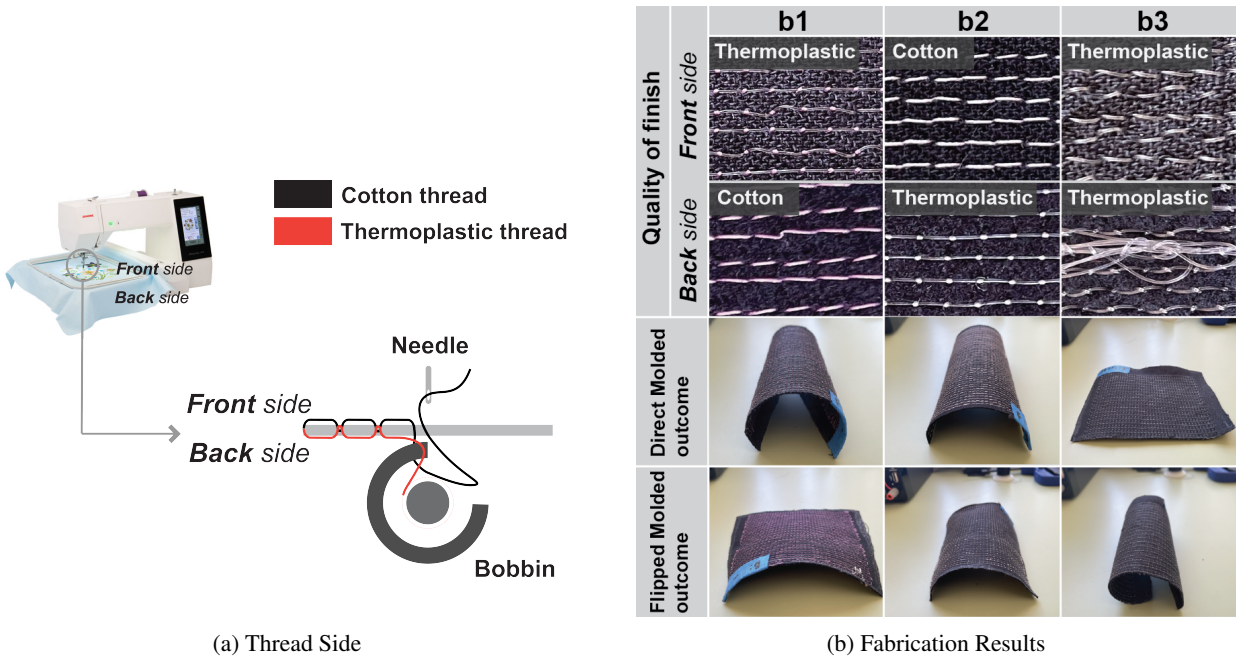 Cotton thread
Thermoplastic thread
Front side
Back side
Needle
Front side
Back side
Bobbin
(a) Thread Side
b1 b2 b3
Quality of finish
Front side
Thermoplastic Cotton Thermoplastic
Back side
Cotton Thermoplastic Thermoplastic
Direct Molded
outcome
Flipped Molded
outcome
(b) Fabrication Results